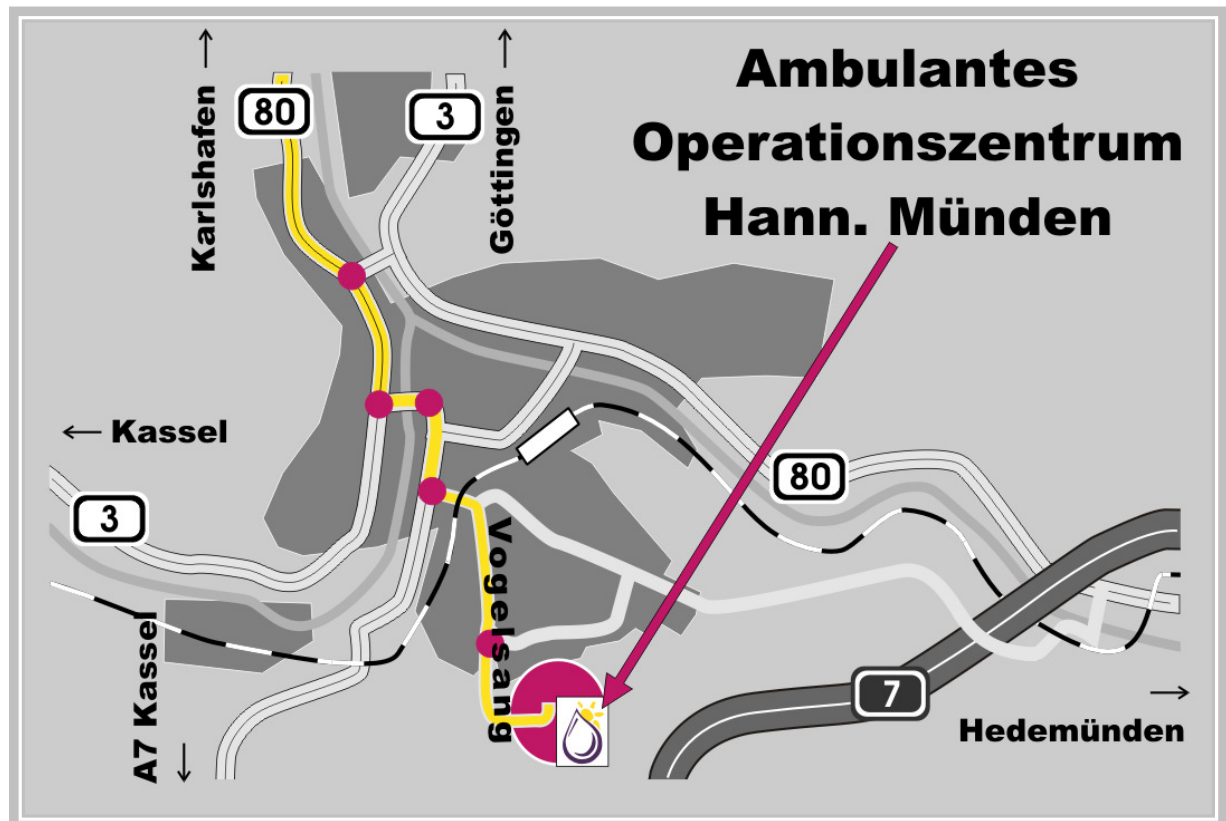 Ambulantes
Operationszentrum
Hann. Münden
Karlshafen
80
3
Göttingen
Kassel
3
80
Vogelsang
A7 Kassel
7
Hedemünden